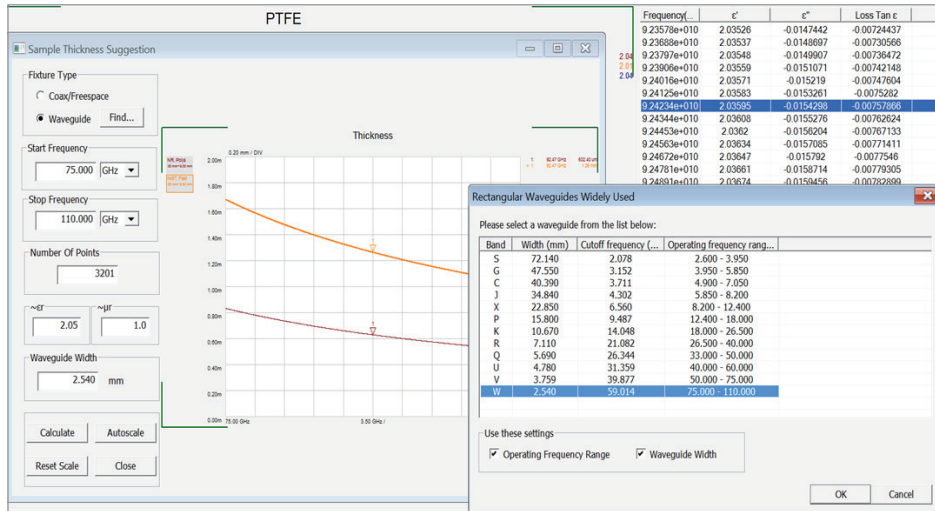 PTFE
Sample Thickness Suggestion
Fixture Type
Coax/Freespace
Waveguide Find...
Start Frequency
75.000 GHz
Stop Frequency
110.000 GHz
Number Of Points
3201
~εr ~μr
2.05 1.0
Waveguide Width
2.540 mm
Calculate Autoscale
Reset Scale Close
Thickness
0.20 mm / DIV
2.00m
1.80m
1.60m
1.40m
1.20m
1.00m
0.80m
0.60m
0.40m
0.20m
0.00m 75.00 GHz 3.50 GHz /
Frequency(... ε' ε" Loss Tan ε
9.23578e+010 2.03526 -0.0147442 -0.00724437
9.23688e+010 2.03537 -0.0148697 -0.00730566
9.23797e+010 2.03548 -0.0149907 -0.00736472
9.23906e+010 2.03559 -0.0151071 -0.00742148
9.24016e+010 2.03571 -0.015219 -0.00747604
9.24125e+010 2.03583 -0.0153261 -0.0075282
9.24234e+010 2.03595 -0.0154298 -0.00757866
9.24344e+010 2.03608 -0.0155276 -0.00762624
9.24453e+010 2.0362 -0.0156204 -0.00767133
9.24563e+010 2.03634 -0.0157085 -0.00771411
9.24672e+010 2.03647 -0.015792 -0.0077546
9.24781e+010 2.03661 -0.0158714 -0.00779305
9.24891e+010 2.03674 -0.0159456 -0.00782899
Rectangular Waveguides Widely Used
Please select a waveguide from the list below:
Band Width (mm) Cutoff frequency (... Operating frequency rang...
S 72.140 2.078 2.600 - 3.950
G 47.550 3.152 3.950 - 5.850
C 40.390 3.711 4.900 - 7.050
J 34.840 4.302 5.850 - 8.200
X 22.850 6.560 8.200 - 12.400
P 15.800 9.487 12.400 - 18.000
K 10.670 14.048 18.000 - 26.500
R 7.110 21.082 26.500 - 40.000
Q 5.690 26.344 33.000 - 50.000
U 4.780 31.359 40.000 - 60.000
V 3.759 39.877 50.000 - 75.000
W 2.540 59.014 75.000 - 110.000
Use these settings
Operating Frequency Range Waveguide Width
OK Cancel